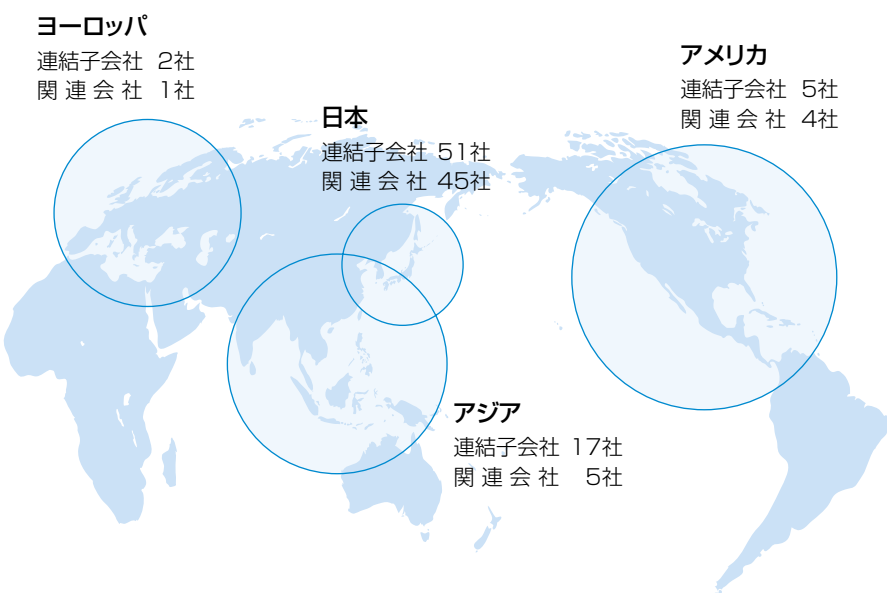 ヨーロッパ
連結子会社 2社
関連会社 1社
アメリカ
連結子会社 5社
関連会社 4社
日本
連結子会社 51社
関連会社 45社
アジア
連結子会社 17社
関連会社 5社